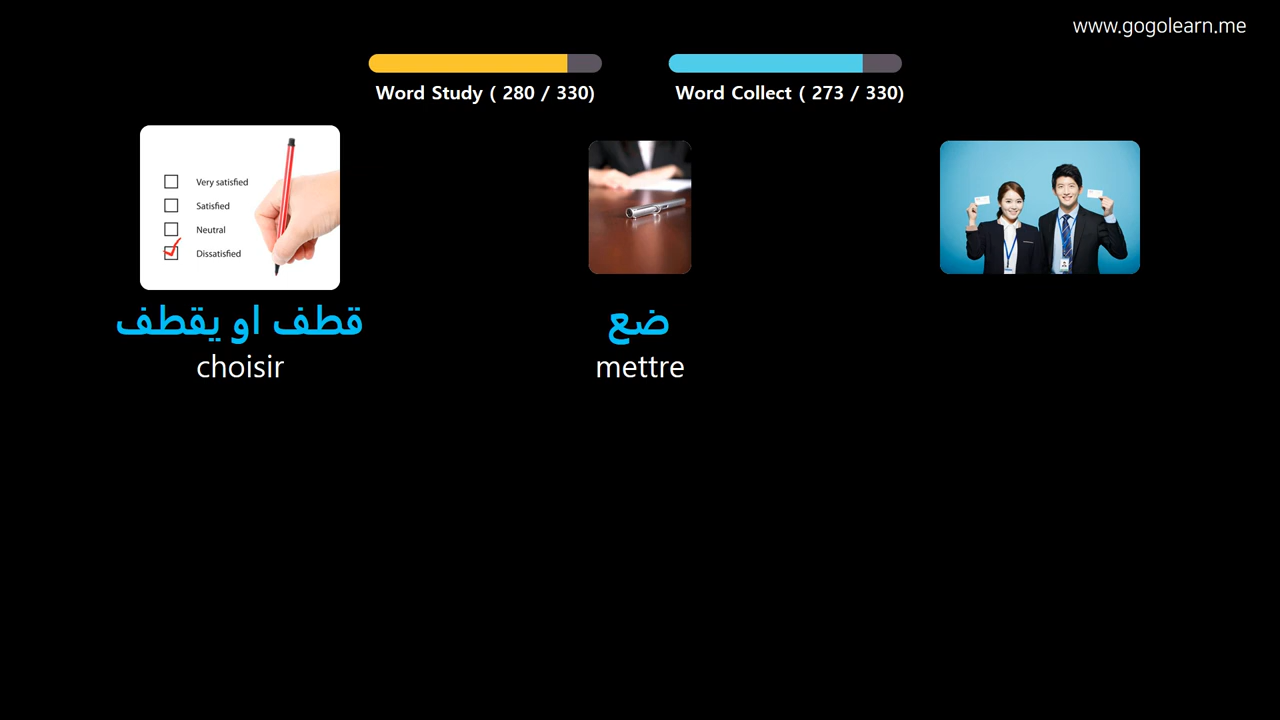 www.gogolearn.me
Word Study ( 280 / 330)
Word Collect ( 273 / 330)
Very satisfied
Satisfied
Neutral
Dissatisfied
قطف او يقطف
choisir
ضع
mettre